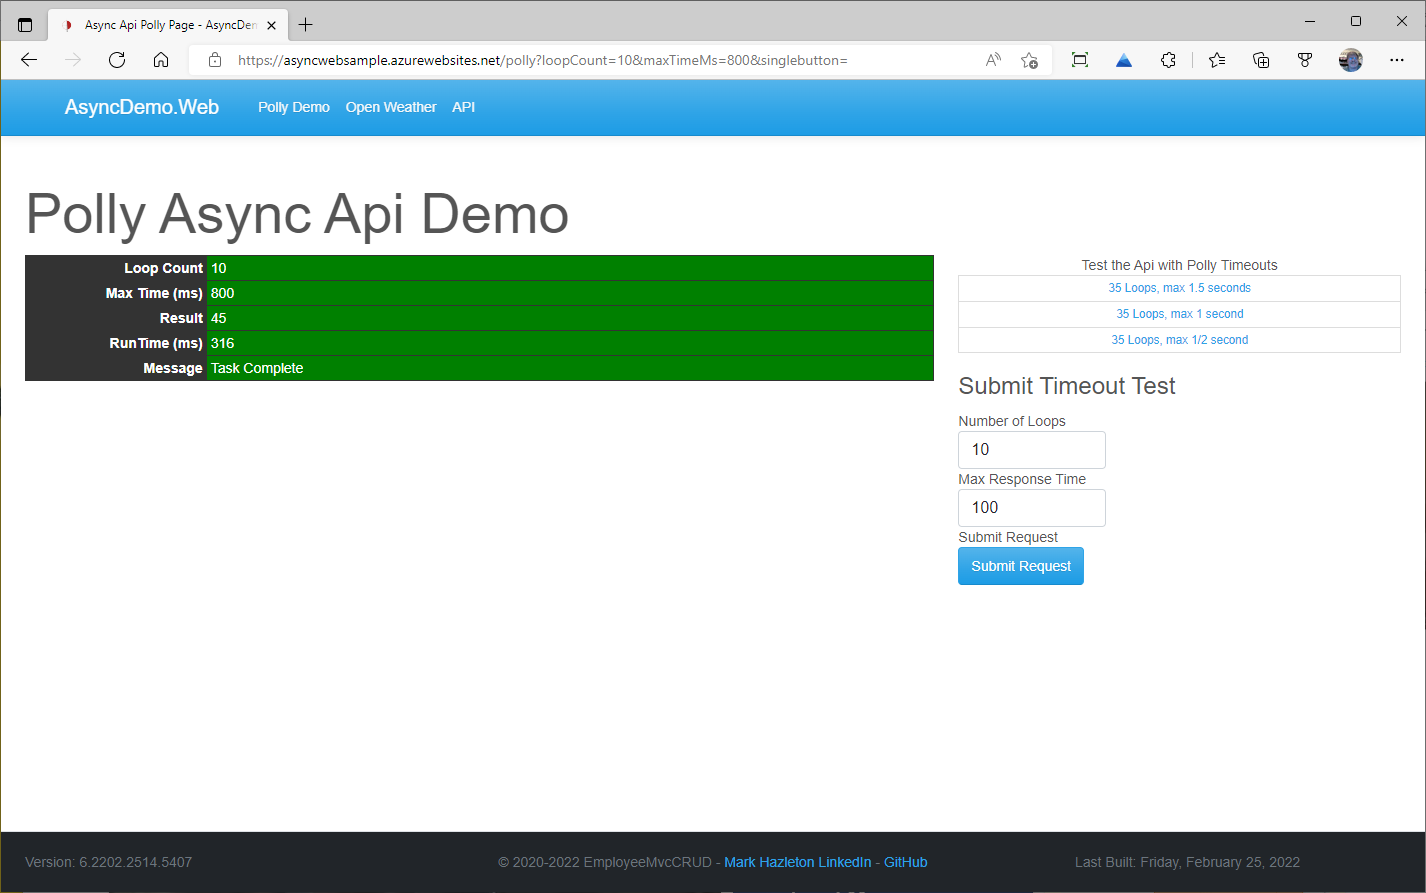 Async Api Polly Page - AsyncDen
https://asyncwebsample.azurewebsites.net/polly?loopCount=10&maxTimeMs=800&singlebutton=
AsyncDemo.Web Polly Demo Open Weather API
Polly Async Api Demo
Loop Count 10
Max Time (ms) 800
Result 45
RunTime (ms) 316
Message Task Complete
Test the Api with Polly Timeouts
35 Loops, max 1.5 seconds
35 Loops, max 1 second
35 Loops, max 1/2 second
Submit Timeout Test
Number of Loops
10
Max Response Time
100
Submit Request
Submit Request
Version: 6.2202.2514.5407 © 2020-2022 EmployeeMvcCRUD - Mark Hazleton LinkedIn - GitHub Last Built: Friday, February 25, 2022